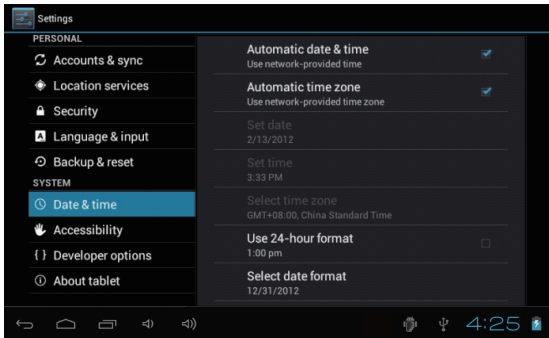 Settings
PERSONAL
Accounts & sync
Location services
Security
A Language & input
Backup & reset
SYSTEM
Date & time
Accessibility
{ } Developer options
About tablet
Automatic date & time
Use network-provided time
Automatic time zone
Use network-provided time zone
Set date
2/13/2012
Set time
3:33 PM
Select time zone
GMT+08:00, China Standard Time
Use 24-hour format
1:00 pm
Select date format
12/31/2012
4:25